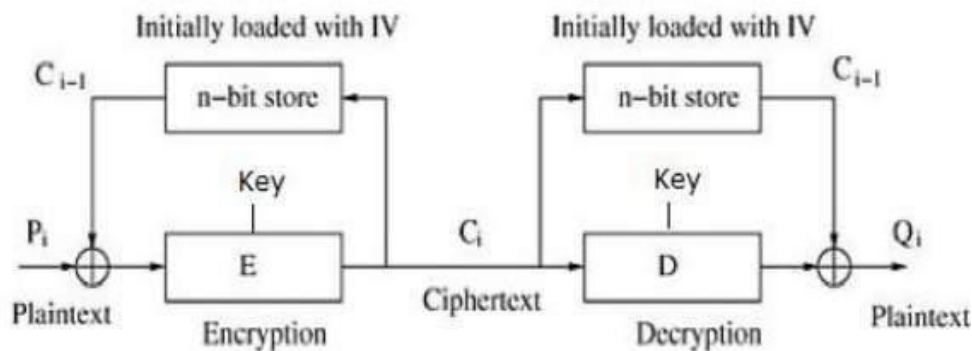 Initially loaded with IV
Initially loaded with IV
C i–1
n–bit store
n–bit store
C i–1
Key
Key
P i
E
C i
D
Q i
Plaintext
Encryption
Ciphertext
Decryption
Plaintext